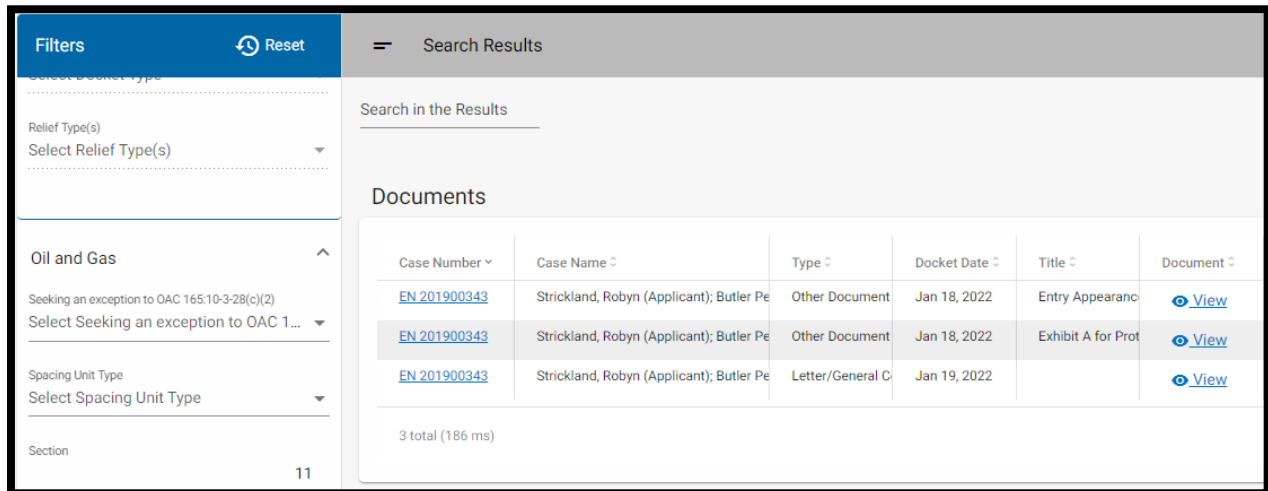 Filters Reset
Search Results
Select Docket Type
Search in the Results
Relief Type(s)
Select Relief Type(s)
Documents
Oil and Gas
Case Number Case Name Type Docket Date Title Document
Seeking an exception to OAC 165:10-3-28(c)(2)
Select Seeking an exception to OAC 1...
EN 201900343 Strickland, Robyn (Applicant); Butler Pe Other Document Jan 18, 2022 Entry Appearanc View
EN 201900343 Strickland, Robyn (Applicant); Butler Pe Other Document Jan 18, 2022 Exhibit A for Prot View
EN 201900343 Strickland, Robyn (Applicant); Butler Pe Letter/General C Jan 19, 2022 View
Spacing Unit Type
Select Spacing Unit Type
3 total (186 ms)
Section
11